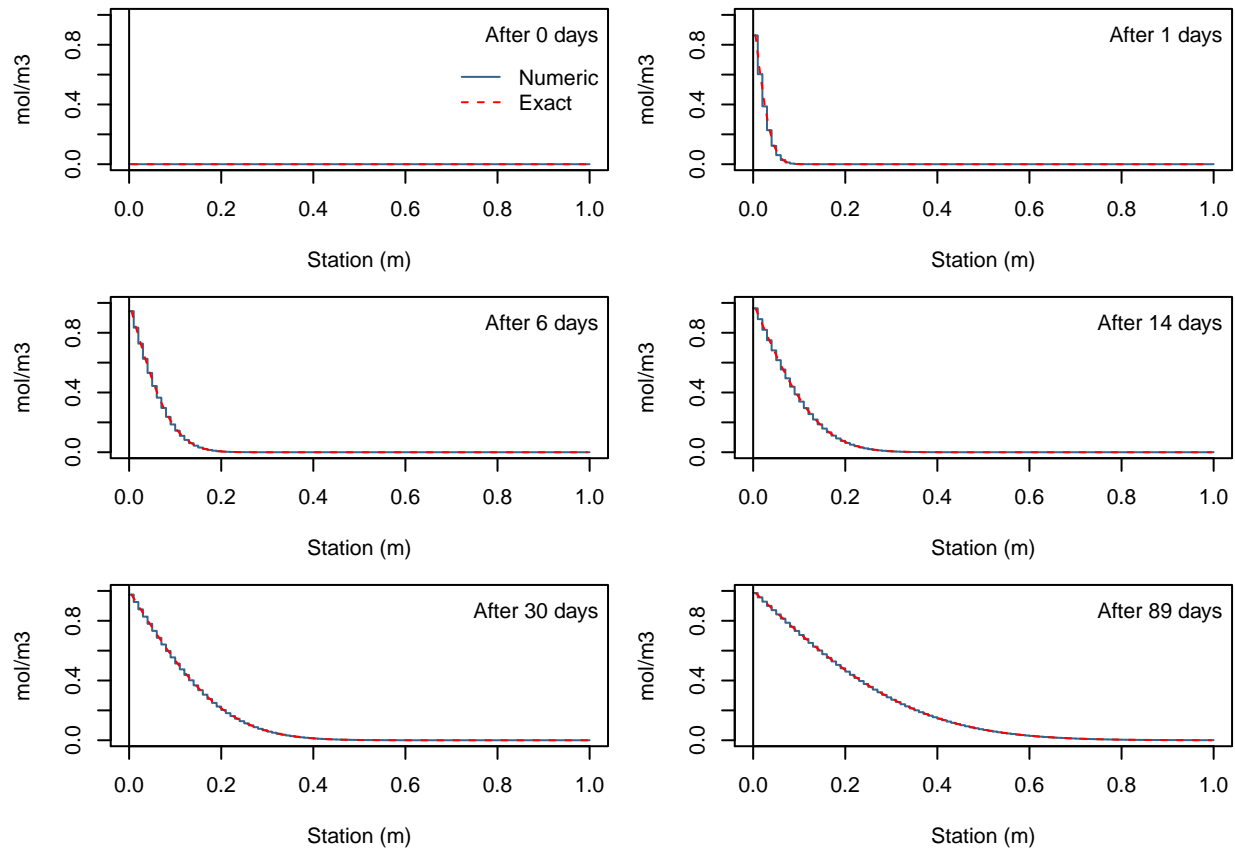 mol/m3
0.0 0.4 0.8
After 0 days
Numeric
Exact
0.0 0.2 0.4 0.6 0.8 1.0
Station (m)
mol/m3
0.0 0.4 0.8
After 1 days
0.0 0.2 0.4 0.6 0.8 1.0
Station (m)
mol/m3
0.0 0.4 0.8
After 6 days
0.0 0.2 0.4 0.6 0.8 1.0
Station (m)
mol/m3
0.0 0.4 0.8
After 14 days
0.0 0.2 0.4 0.6 0.8 1.0
Station (m)
mol/m3
0.0 0.4 0.8
After 30 days
0.0 0.2 0.4 0.6 0.8 1.0
Station (m)
mol/m3
0.0 0.4 0.8
After 89 days
0.0 0.2 0.4 0.6 0.8 1.0
Station (m)